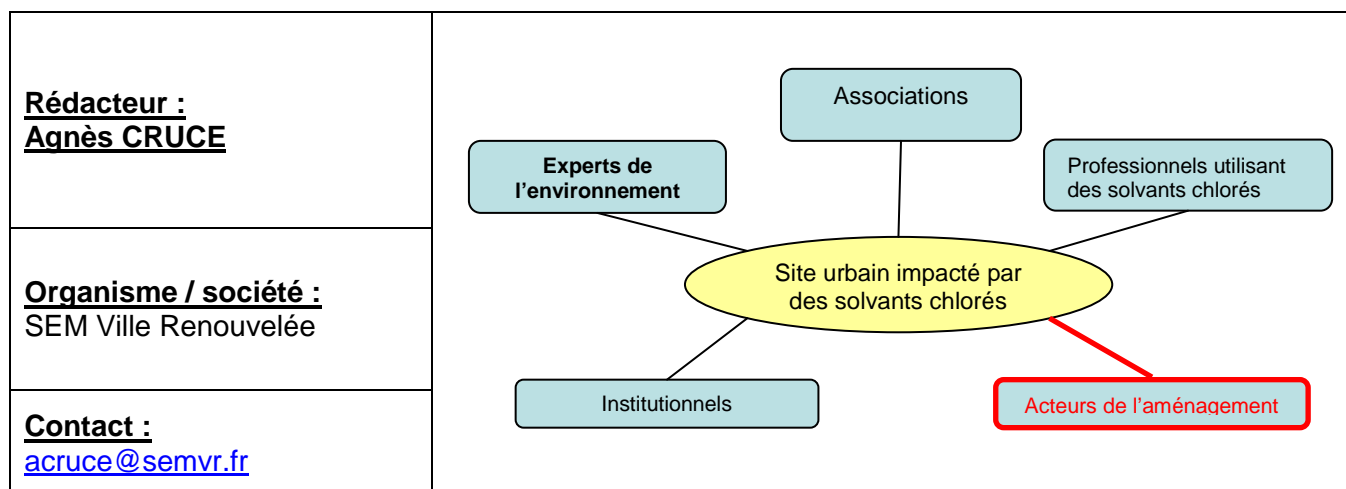 Rédacteur :
Agnès CRUCE
Organisme / société :
SEM Ville Renouvelée
Contact :
acruce@semvr.fr
Associations
Experts de
l’environnement
Professionnels utilisant
des solvants chlorés
Site urbain impacté par
des solvants chlorés
Institutionnels
Acteurs de l’aménagement